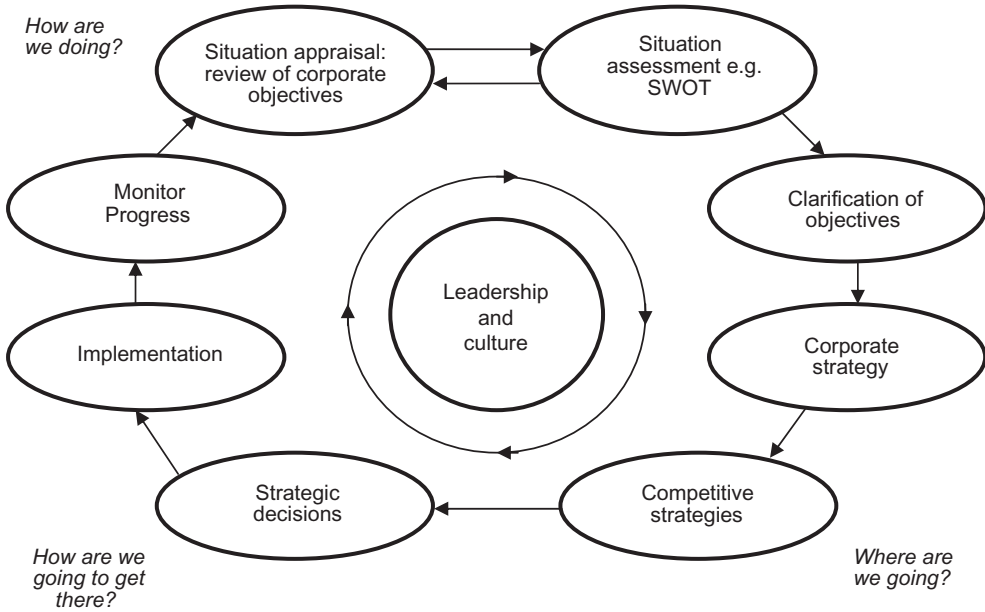 How are
we doing?
Situation appraisal:
review of corporate
objectives
Situation
assessment e.g.
SWOT
Monitor
Progress
Clarification of
objectives
Leadership
and
culture
Implementation
Corporate
strategy
Strategic
decisions
Competitive
strategies
How are we
going to get
there?
Where are
we going?